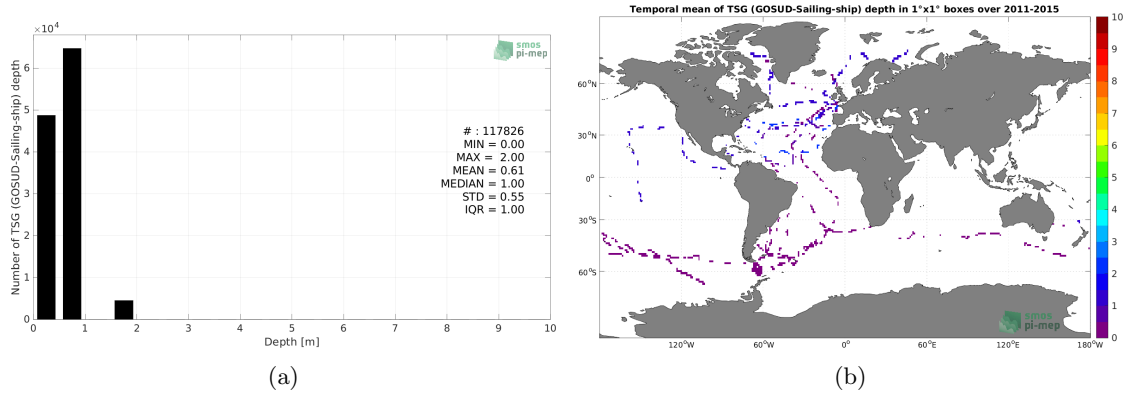 ×10⁴
6
5
4
3
2
1
0
Number of TSG (GOSUD-Sailing-ship) depth
smos
pi-mep
# : 117826
MIN = 0.00
MAX = 2.00
MEAN = 0.61
MEDIAN = 1.00
STD = 0.55
IQR = 1.00
0 1 2 3 4 5 6 7 8 9 10
Depth [m]
(a)
Temporal mean of TSG (GOSUD-Sailing-ship) depth in 1°x1° boxes over 2011-2015
60°N
30°N
0°
30°S
60°S
120°W 60°W 0° 60°E 120°E 180°W
smos
pi-mep
10
9
8
7
6
5
4
3
2
1
0
(b)